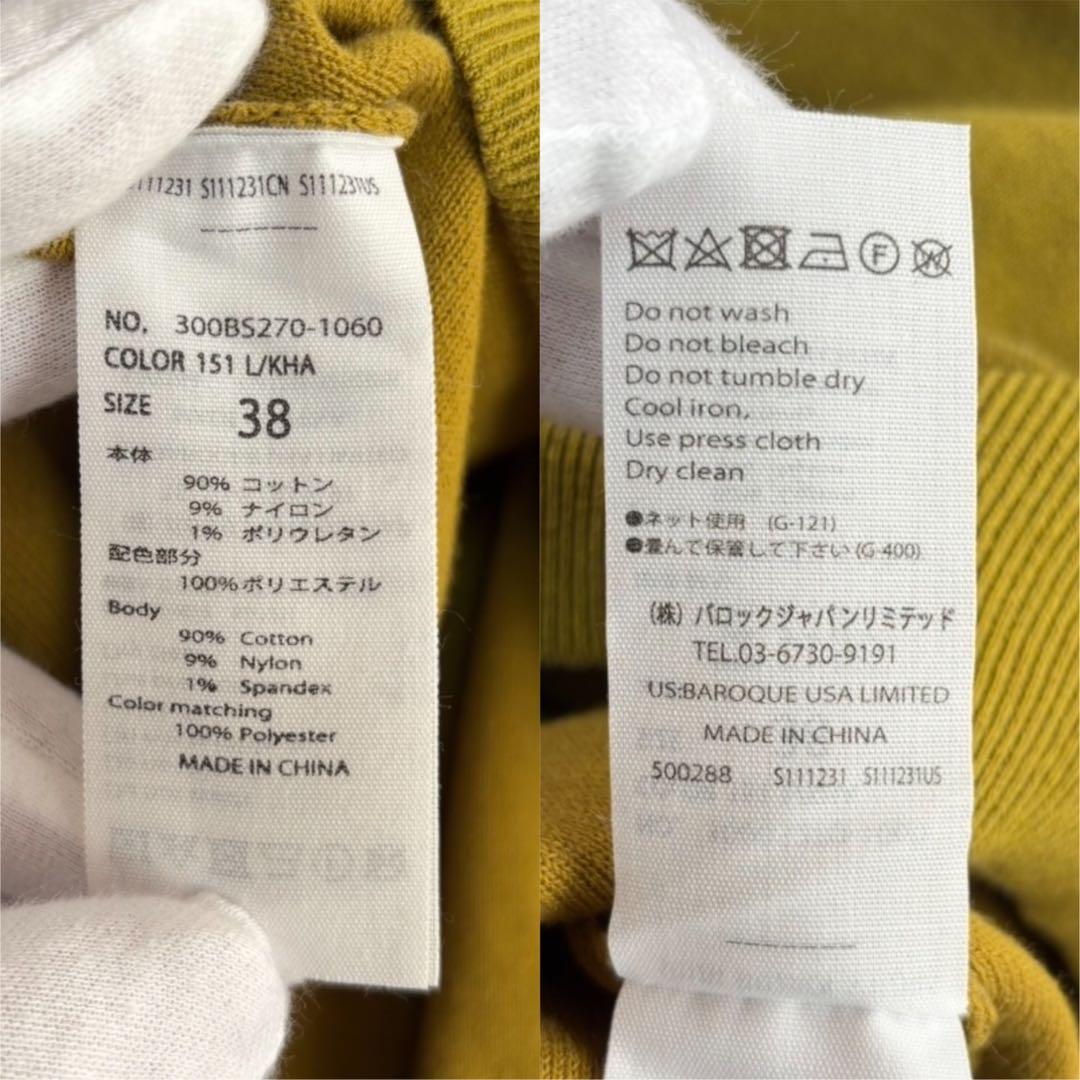 S111231CN S111231US
NO. 300BS270-1060
COLOR 151 L/KHA
SIZE 38
本体
90% コットン
9% ナイロン
1% ポリウレタン
配色部分
100%ポリエステル
Body
90% Cotton
9% Nylon
1% Spandex
Color matching
100% Polyester
MADE IN CHINA
F W
Do not wash
Do not bleach
Do not tumble dry
Cool iron,
Use press cloth
Dry clean
●ネット使用 (G-121)
●畳んで保管して下さい (G-400)
(株) バロックジャパンリミテッド
TEL.03-6730-9191
US:BAROQUE USA LIMITED
MADE IN CHINA
500288 S111231 S111231US